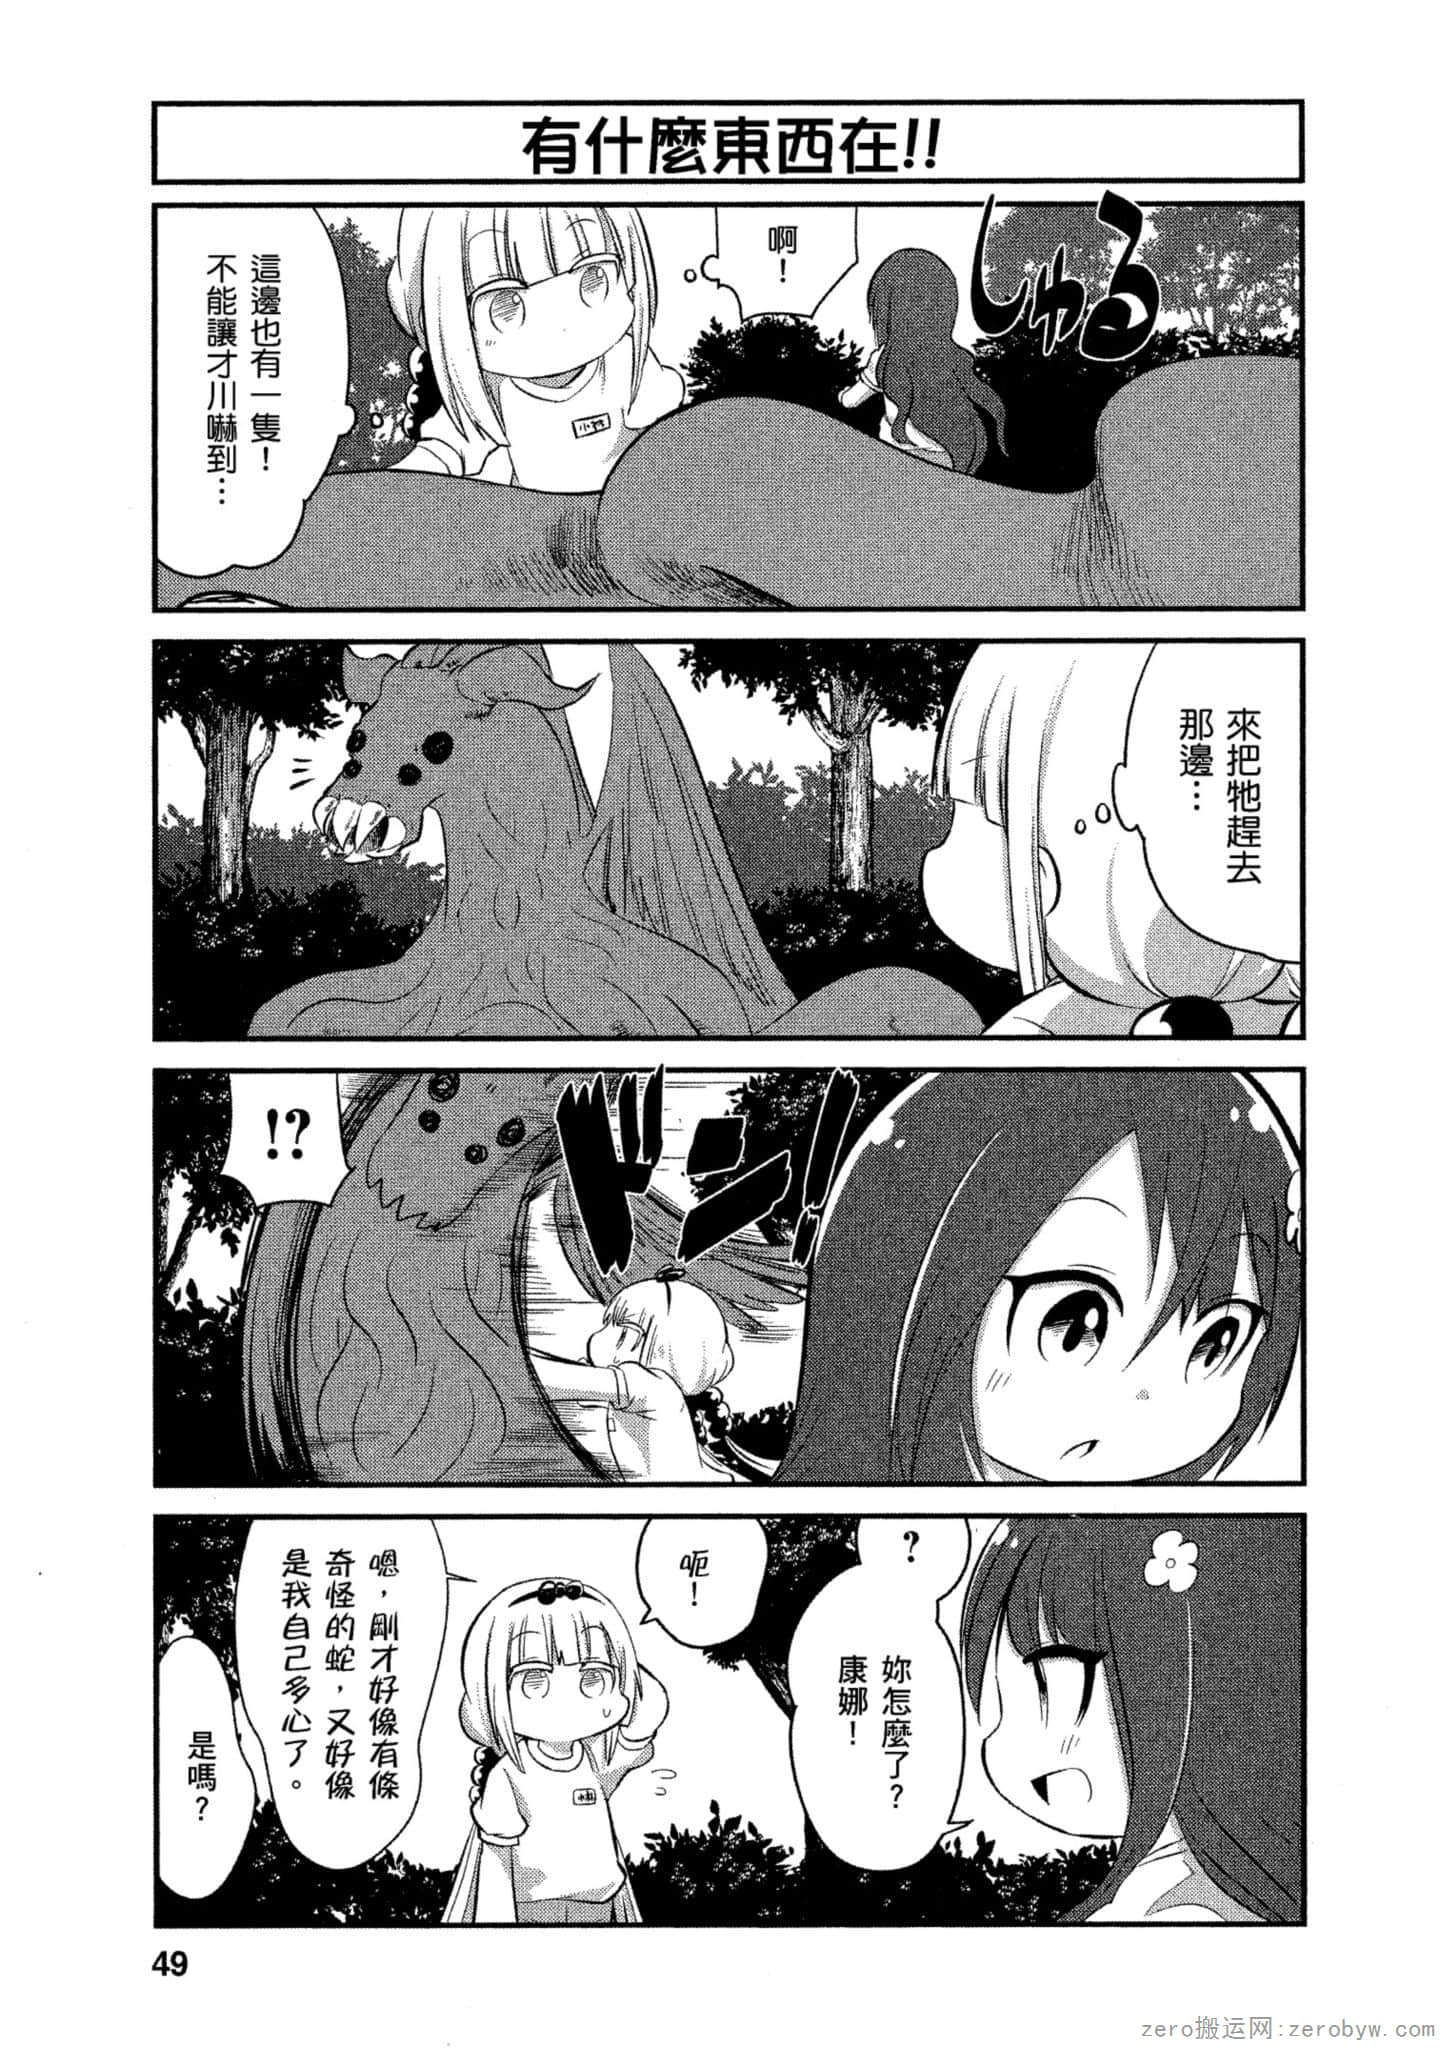 有什麼東西在!!
しゅる
啊！
這邊也有一隻！
不能讓才川嚇到…
來把牠趕去
那邊…
ドンッ!
!?
?
妳怎麼了？
康娜！
呃！
嗯，剛才好像有條
奇怪的蛇，又好像
是我自己多心了。
是嗎？
49
zero搬运网:zerobyw.com